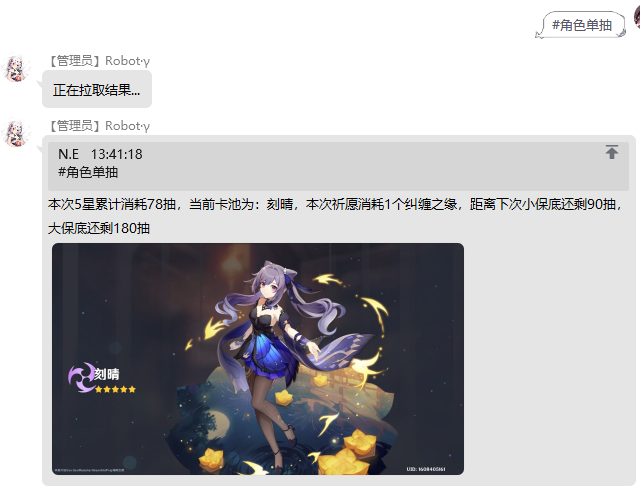 #角色单抽
【管理员】Robot·y
正在拉取结果...
【管理员】Robot·y
N.E 13:41:18
#角色单抽
本次5星累计消耗78抽，当前卡池为：刻晴，本次祈愿消耗1个纠缠之缘，距离下次小保底还剩90抽，
大保底还剩180抽
刻晴
UID: 1608405161